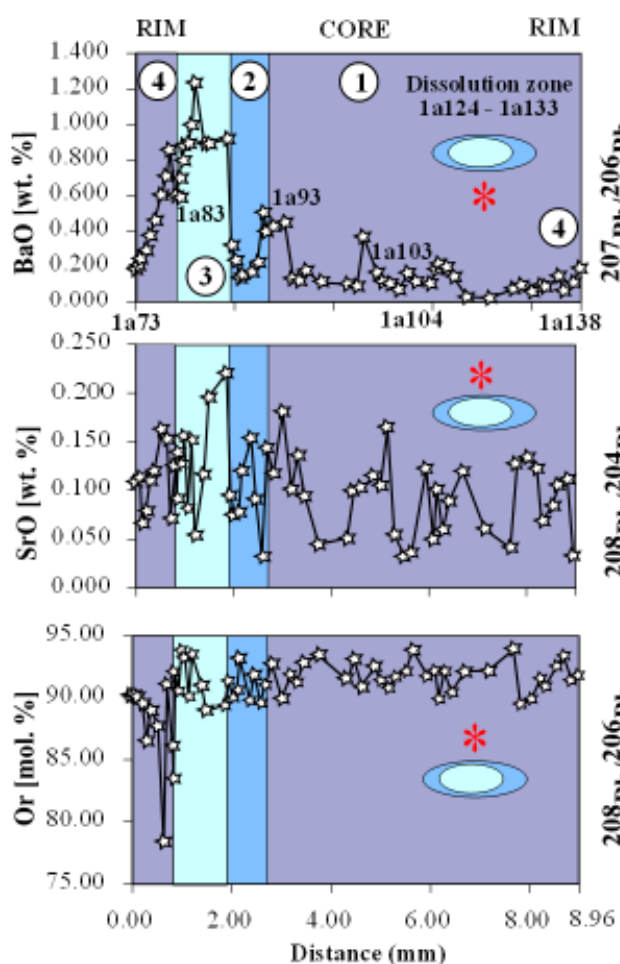 RIM CORE RIM
1.400
1.200
1.000
0.800
0.600
0.400
0.200
0.000
BaO [wt. %]
4 2 1
Dissolution zone
1a124 - 1a133
1a93
1a83
1a103
4
3
1a73 1a104 1a138
207Pb/206Pb
0.250
0.200
0.150
0.100
0.050
0.000
SrO [wt. %]
*
95.00
90.00
85.00
80.00
75.00
Or [mol. %]
*
0.00 2.00 4.00 6.00 8.00 8.96
Distance (mm)